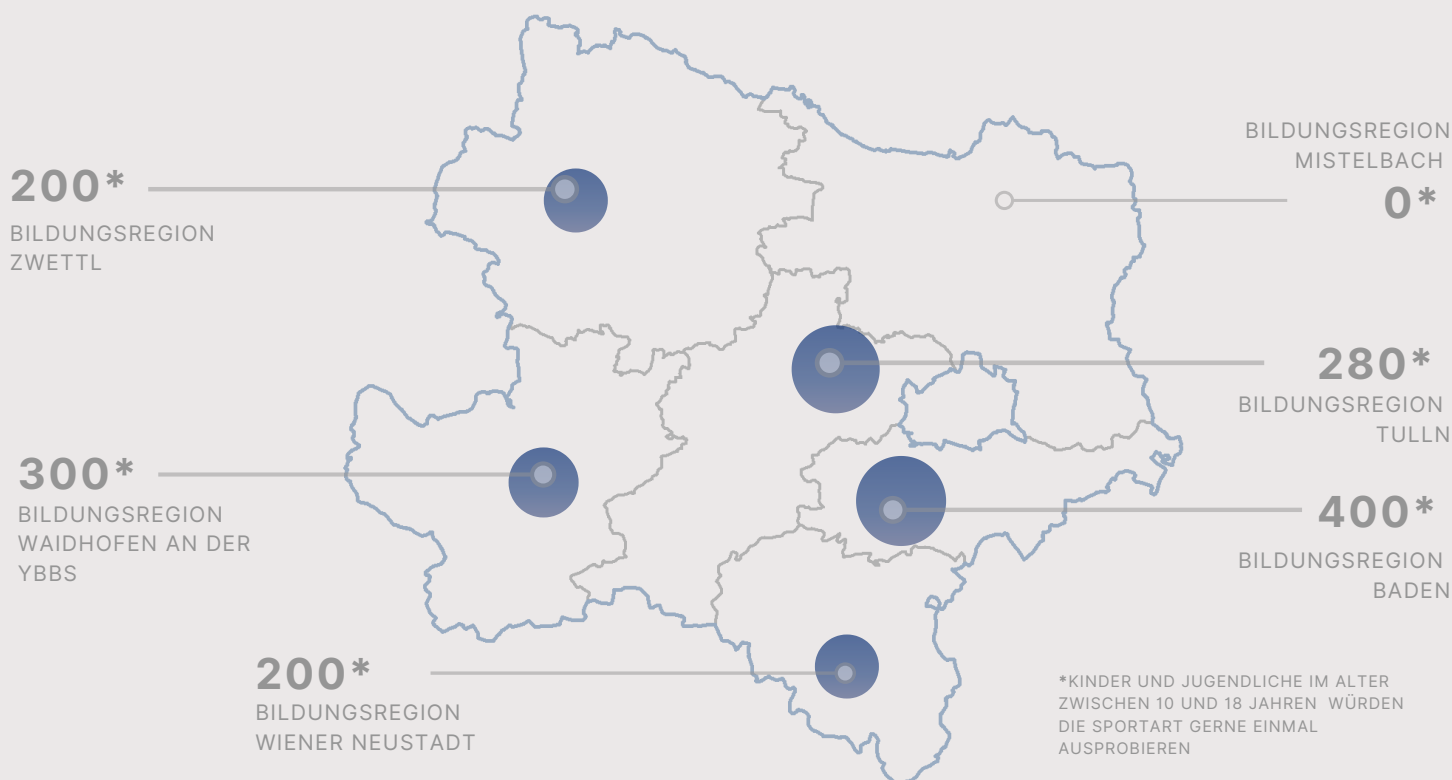 200*
BILDUNGSREGION
ZWETTL
BILDUNGSREGION
MISTELBACH
0*
280*
BILDUNGSREGION
TULLN
300*
BILDUNGSREGION
WAIDHOFEN AN DER
YBBS
400*
BILDUNGSREGION
BADEN
200*
BILDUNGSREGION
WIENER NEUSTADT
*KINDER UND JUGENDLICHE IM ALTER
ZWISCHEN 10 UND 18 JAHREN WÜRDEN
DIE SPORTART GERNE EINMAL
AUSPROBIEREN